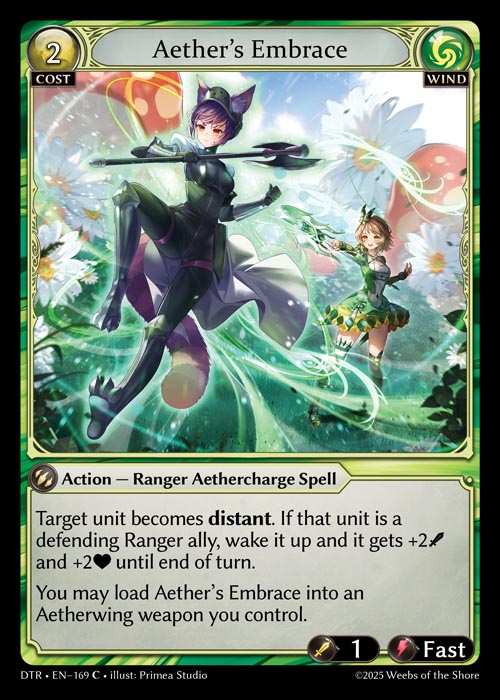 2
Aether's Embrace
COST
WIND
Action — Ranger Aethercharge Spell
Target unit becomes distant. If that unit is a
defending Ranger ally, wake it up and it gets +2
and +2 until end of turn.
You may load Aether's Embrace into an
Aetherwing weapon you control.
1
Fast
DTR • EN–169 C • illust: Primea Studio
©2025 Weebs of the Shore